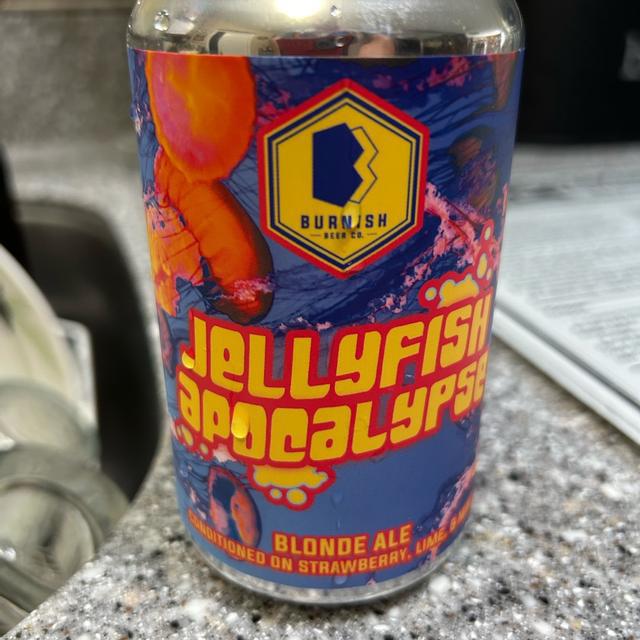 BURNISH
BEER CO.
JELLYFISH
APOCALYPSE
BLONDE ALE
CONDITIONED ON STRAWBERRY, LIME, &